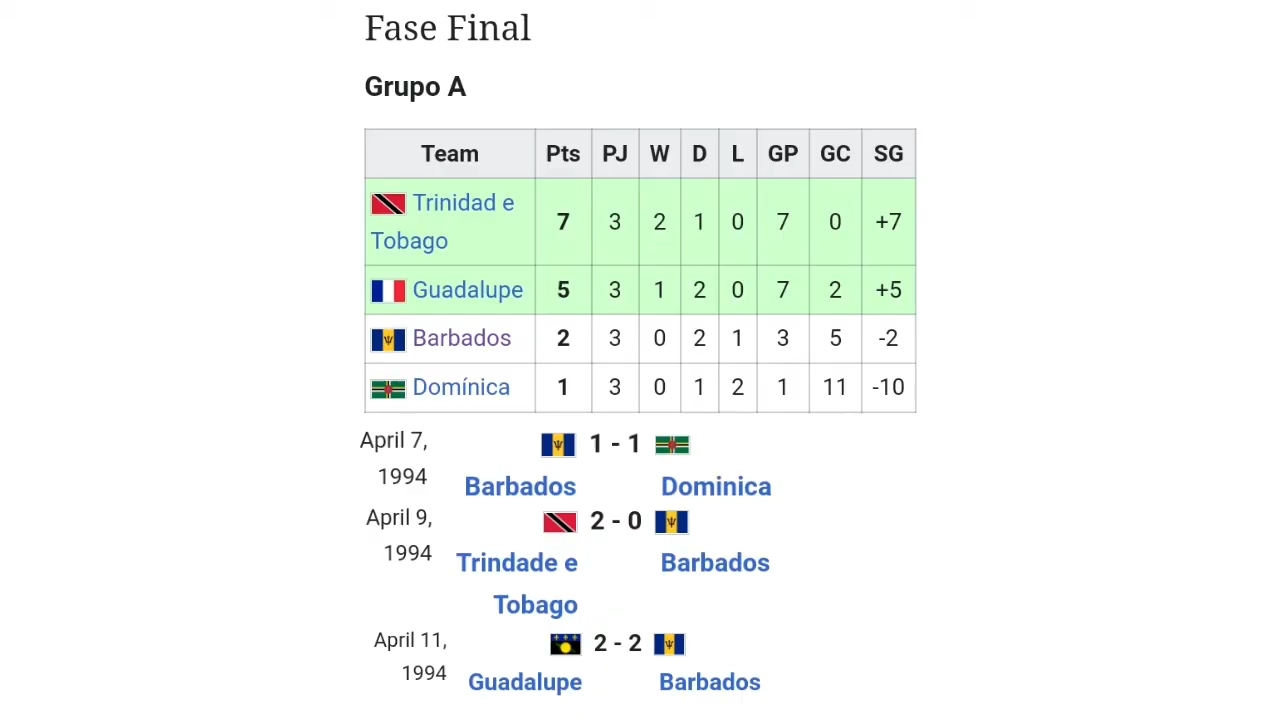 Fase Final
Grupo A
Team Pts PJ W D L GP GC SG
Trinidad e Tobago 7 3 2 1 0 7 0 +7
Guadalupe 5 3 1 2 0 7 2 +5
Barbados 2 3 0 2 1 3 5 -2
Domínica 1 3 0 1 2 1 11 -10
April 7, 1994 Barbados 1 - 1 Dominica
April 9, 1994 Trindade e Tobago 2 - 0 Barbados
April 11, 1994 Guadalupe 2 - 2 Barbados